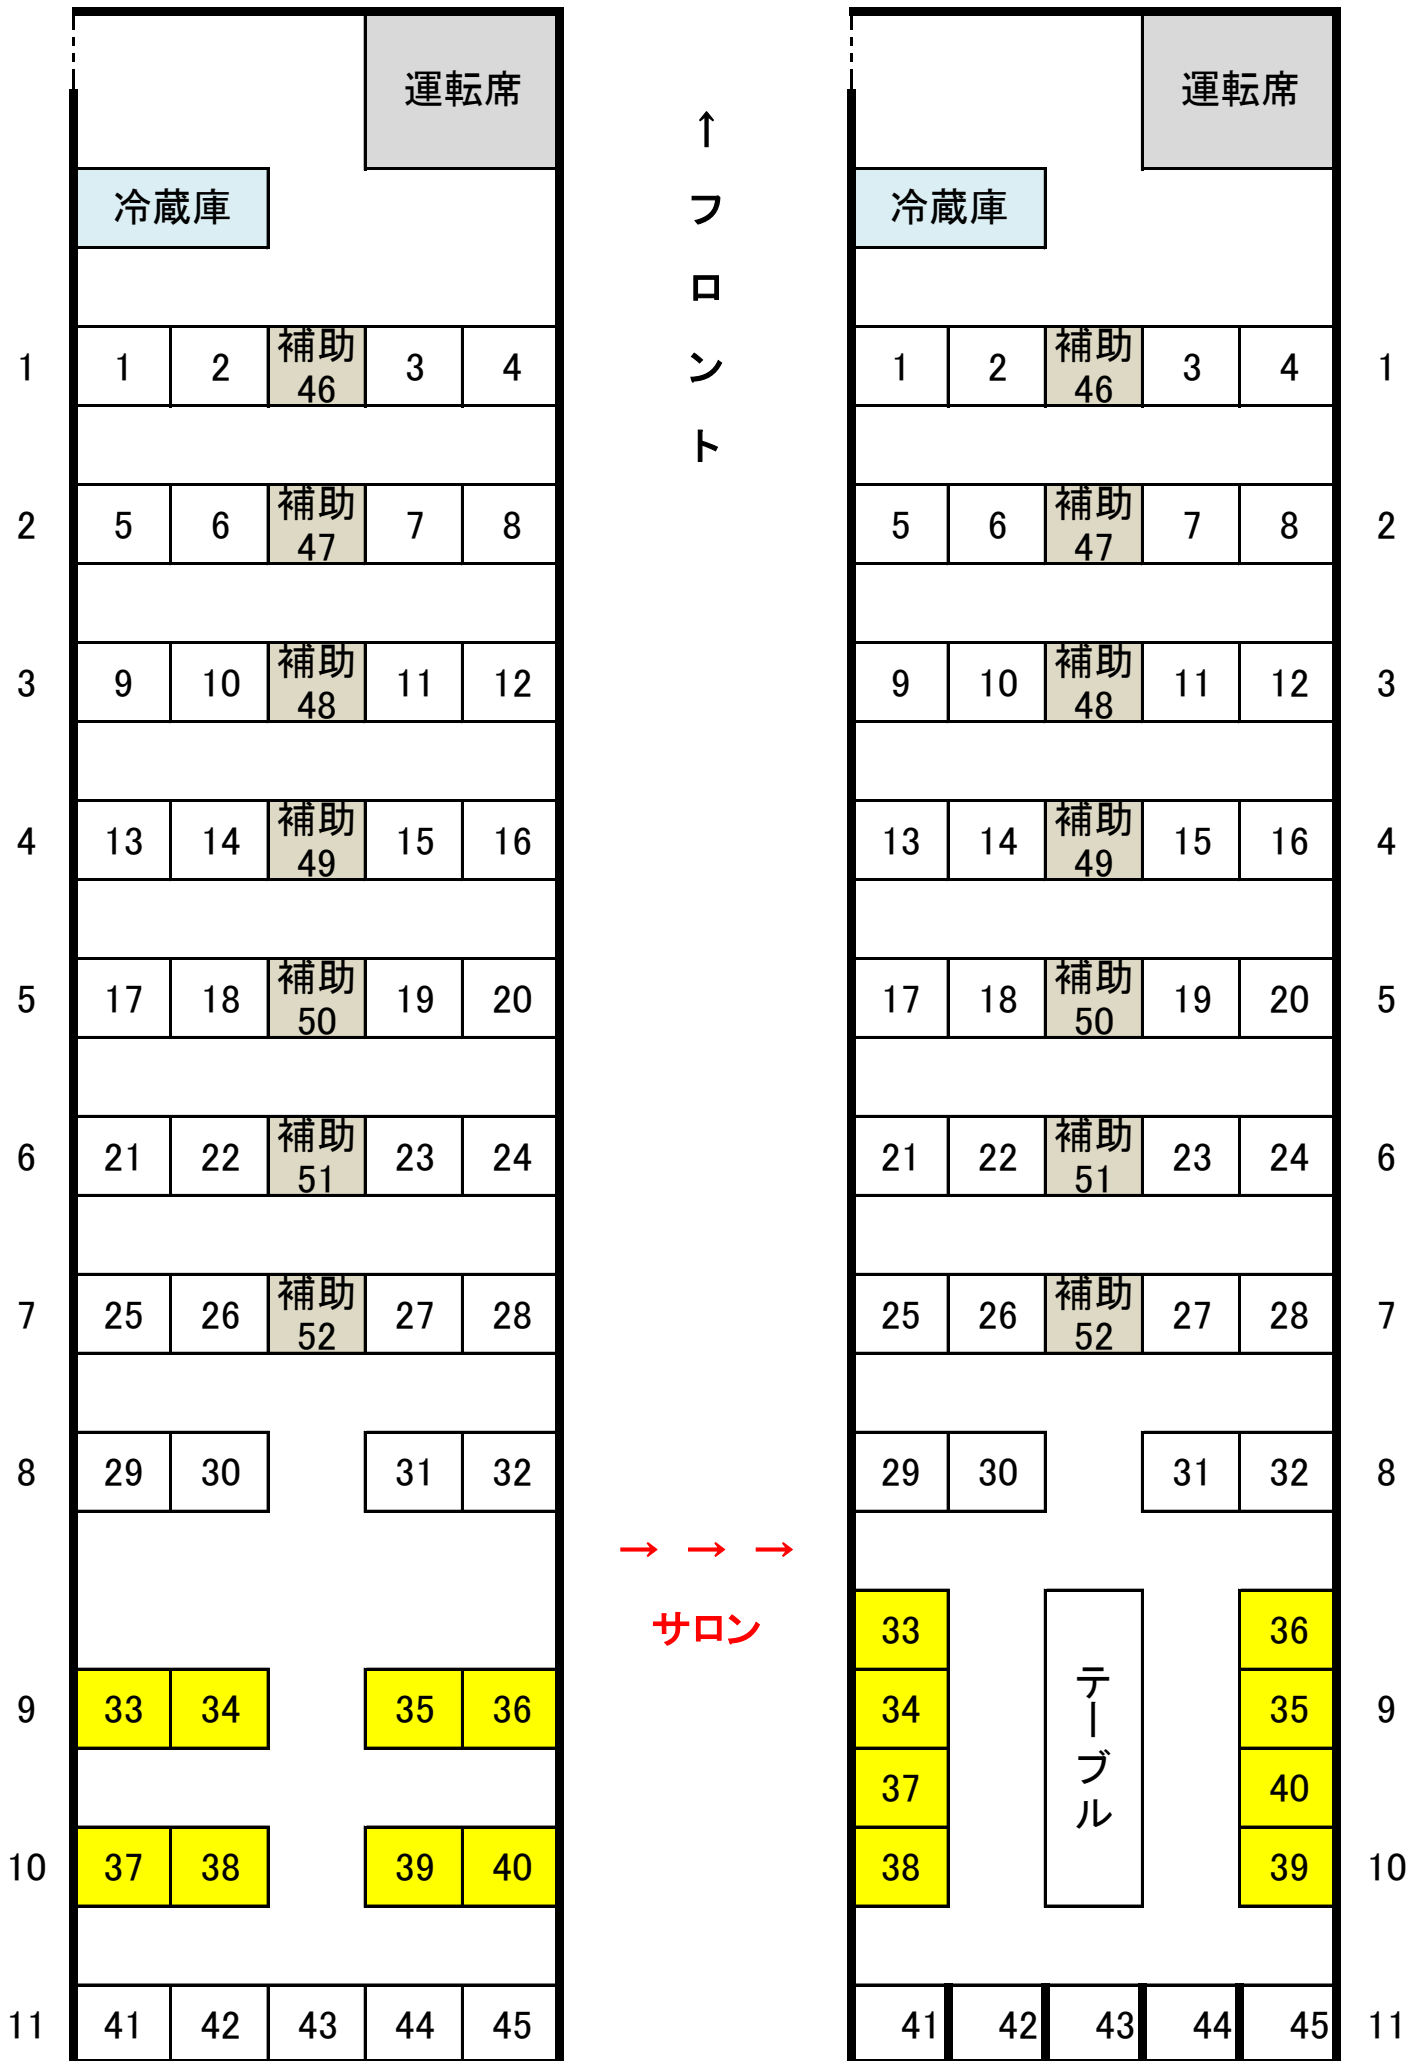 運転席 運転席
↑
冷蔵庫 フ 冷蔵庫
ロ
1 1 2 補助 46 3 4 ン 1 2 補助 46 3 4 1
ト
2 5 6 補助 47 7 8 5 6 補助 47 7 8 2
3 9 10 補助 48 11 12 9 10 補助 48 11 12 3
4 13 14 補助 49 15 16 13 14 補助 49 15 16 4
5 17 18 補助 50 19 20 17 18 補助 50 19 20 5
6 21 22 補助 51 23 24 21 22 補助 51 23 24 6
7 25 26 補助 52 27 28 25 26 補助 52 27 28 7
8 29 30 31 32 29 30 31 32 8
→ → →
サロン 33 36
9 33 34 35 36 34 テーブル 35 9
37 40
10 37 38 39 40 38 39 10
11 41 42 43 44 45 41 42 43 44 45 11